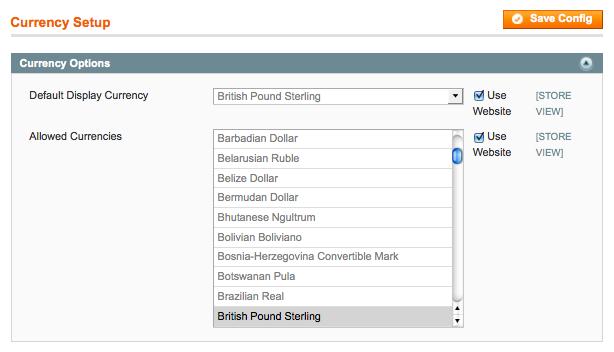 Currency Setup
Save Config
Currency Options
Default Display Currency
British Pound Sterling
Use Website
[STORE VIEW]
Allowed Currencies
Barbadian Dollar
Belarusian Ruble
Belize Dollar
Bermudan Dollar
Bhutanese Ngultrum
Bolivian Boliviano
Bosnia-Herzegovina Convertible Mark
Botswanan Pula
Brazilian Real
British Pound Sterling
Use Website
[STORE VIEW]